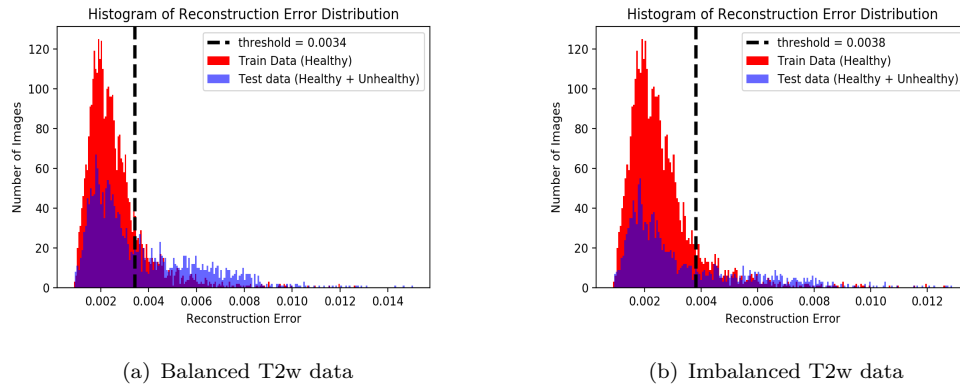 Histogram of Reconstruction Error Distribution
threshold = 0.0034
Train Data (Healthy)
Test data (Healthy + Unhealthy)
Number of Images
120
100
80
60
40
20
0
0.002 0.004 0.006 0.008 0.010 0.012 0.014
Reconstruction Error
(a) Balanced T2w data
Histogram of Reconstruction Error Distribution
threshold = 0.0038
Train Data (Healthy)
Test data (Healthy + Unhealthy)
Number of Images
120
100
80
60
40
20
0
0.002 0.004 0.006 0.008 0.010 0.012
Reconstruction Error
(b) Imbalanced T2w data